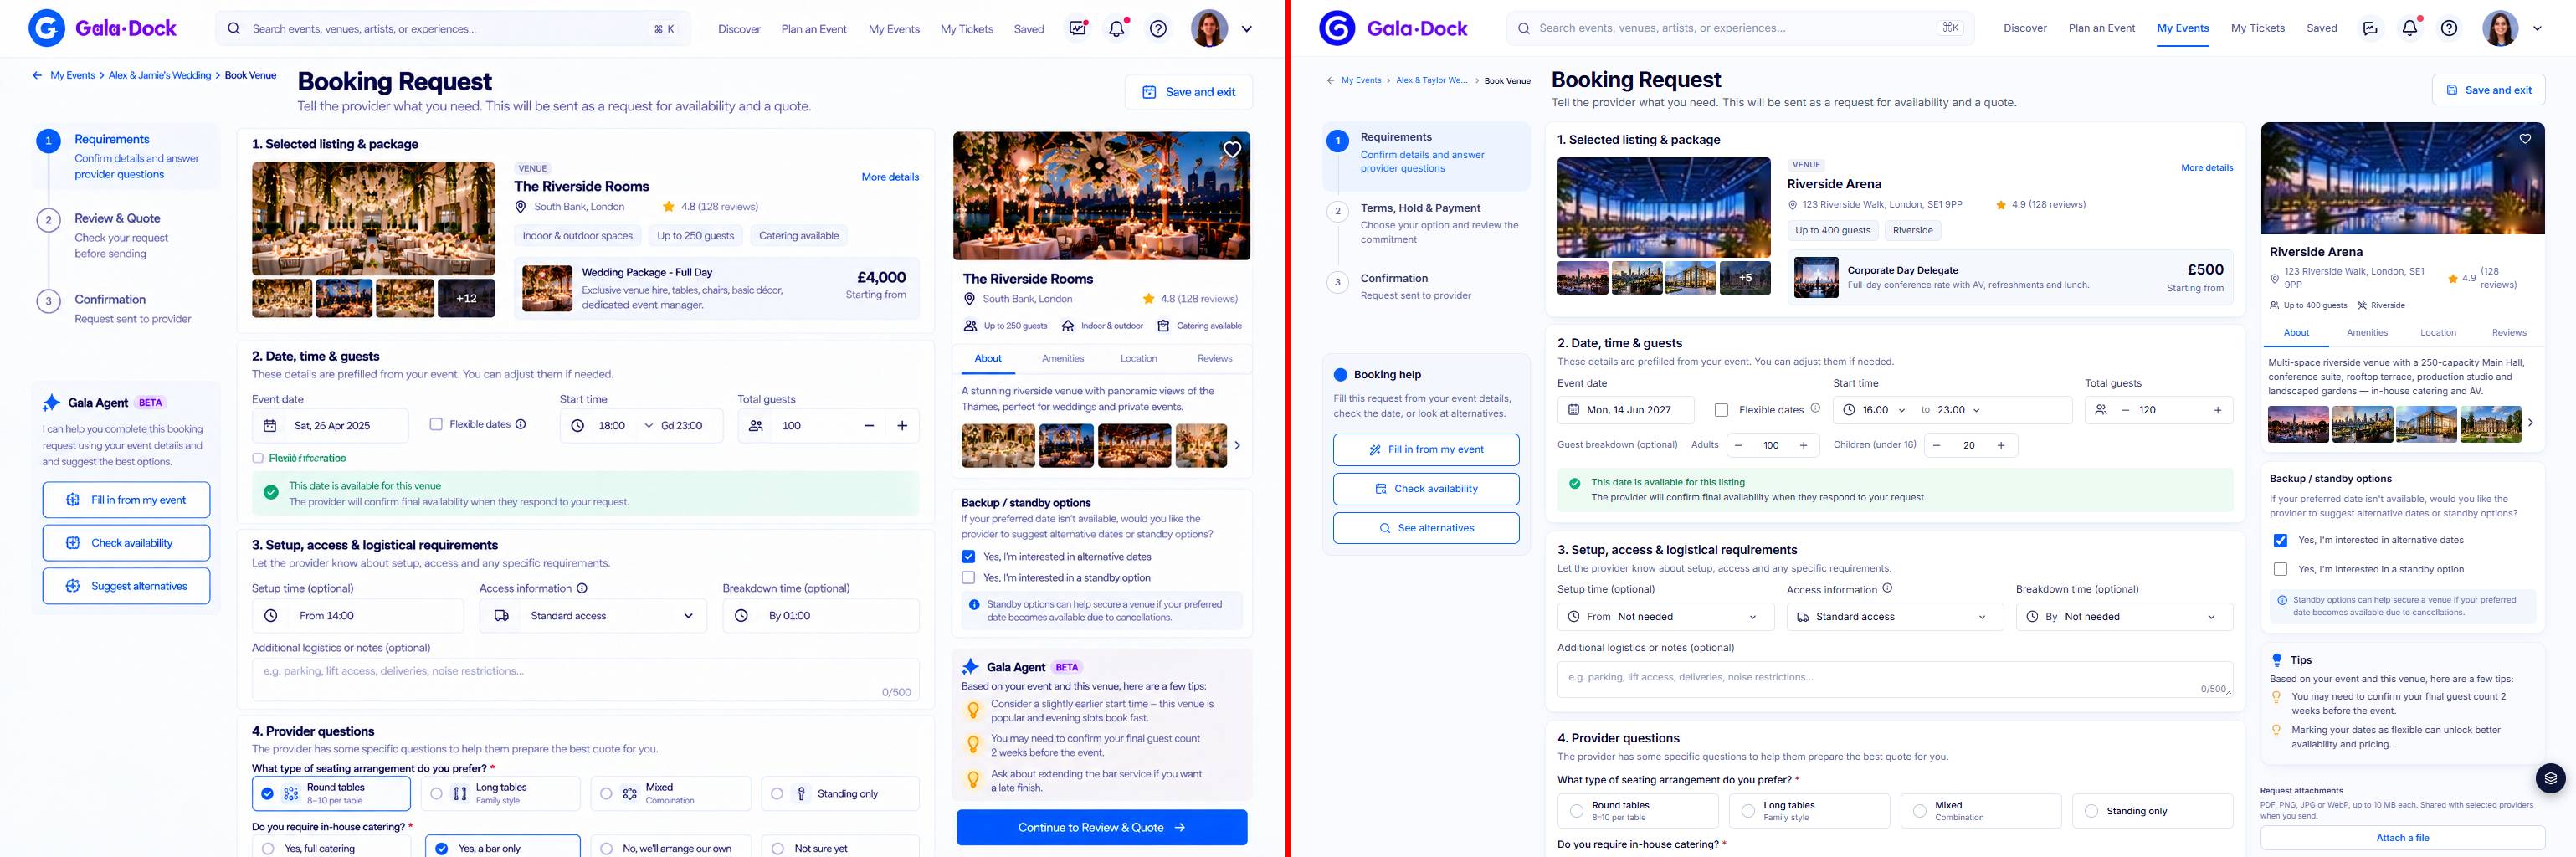 Gala·Dock
Search events, venues, artists, or experiences...
⌘ K
Discover
Plan an Event
My Events
My Tickets
Saved
My Events > Alex & Jamie's Wedding > Book Venue
Booking Request
Tell the provider what you need. This will be sent as a request for availability and a quote.
Save and exit
1
Requirements
Confirm details and answer
provider questions
2
Review & Quote
Check your request
before sending
3
Confirmation
Request sent to provider
Gala Agent BETA
I can help you complete this booking
request using your event details and
and suggest the best options.
Fill in from my event
Check availability
Suggest alternatives
1. Selected listing & package
+12
VENUE
The Riverside Rooms
More details
South Bank, London
4.8 (128 reviews)
Indoor & outdoor spaces
Up to 250 guests
Catering available
Wedding Package - Full Day
Exclusive venue hire, tables, chairs, basic décor,
dedicated event manager.
£4,000
Starting from
2. Date, time & guests
These details are prefilled from your event. You can adjust them if needed.
Event date
Start time
Total guests
Sat, 26 Apr 2025
Flexible dates
18:00
Gd 23:00
100
This date is available for this venue
The provider will confirm final availability when they respond to your request.
3. Setup, access & logistical requirements
Let the provider know about setup, access and any specific requirements.
Setup time (optional)
Access information
Breakdown time (optional)
From 14:00
Standard access
By 01:00
Additional logistics or notes (optional)
e.g. parking, lift access, deliveries, noise restrictions...
0/500
4. Provider questions
The provider has some specific questions to help them prepare the best quote for you.
What type of seating arrangement do you prefer? *
Round tables
8–10 per table
Long tables
Family style
Mixed
Combination
Standing only
Do you require in-house catering? *
Yes, full catering
Yes, a bar only
No, we'll arrange our own
Not sure yet
The Riverside Rooms
South Bank, London
4.8 (128 reviews)
Up to 250 guests
Indoor & outdoor
Catering available
About
Amenities
Location
Reviews
A stunning riverside venue with panoramic views of the
Thames, perfect for weddings and private events.
Backup / standby options
If your preferred date isn't available, would you like the
provider to suggest alternative dates or standby options?
Yes, I'm interested in alternative dates
Yes, I'm interested in a standby option
Standby options can help secure a venue if your preferred
date becomes available due to cancellations.
Gala Agent BETA
Based on your event and this venue, here are a few tips:
Consider a slightly earlier start time – this venue is
popular and evening slots book fast.
You may need to confirm your final guest count
2 weeks before the event.
Ask about extending the bar service if you want
a late finish.
Continue to Review & Quote →
Gala·Dock
Search events, venues, artists, or experiences...
⌘K
Discover
Plan an Event
My Events
My Tickets
Saved
My Events > Alex & Taylor We... > Book Venue
Booking Request
Tell the provider what you need. This will be sent as a request for availability and a quote.
Save and exit
1
Requirements
Confirm details and answer
provider questions
2
Terms, Hold & Payment
Choose your option and review the
commitment
3
Confirmation
Request sent to provider
Booking help
Fill this request from your event details,
check the date, or look at alternatives.
Fill in from my event
Check availability
See alternatives
1. Selected listing & package
+5
VENUE
Riverside Arena
More details
123 Riverside Walk, London, SE1 9PP
4.9 (128 reviews)
Up to 400 guests
Riverside
Corporate Day Delegate
Full-day conference rate with AV, refreshments and lunch.
£500
Starting from
2. Date, time & guests
These details are prefilled from your event. You can adjust them if needed.
Event date
Start time
Total guests
Mon, 14 Jun 2027
Flexible dates
16:00
to 23:00
120
Guest breakdown (optional)
Adults
100
Children (under 16)
20
This date is available for this listing
The provider will confirm final availability when they respond to your request.
3. Setup, access & logistical requirements
Let the provider know about setup, access and any specific requirements.
Setup time (optional)
Access information
Breakdown time (optional)
From Not needed
Standard access
By Not needed
Additional logistics or notes (optional)
e.g. parking, lift access, deliveries, noise restrictions...
0/500
4. Provider questions
The provider has some specific questions to help them prepare the best quote for you.
What type of seating arrangement do you prefer? *
Round tables
8–10 per table
Long tables
Family style
Mixed
Combination
Standing only
Do you require in-house catering? *
Riverside Arena
123 Riverside Walk, London, SE1
9PP
4.9 (128
reviews)
Up to 400 guests
Riverside
About
Amenities
Location
Reviews
Multi-space riverside venue with a 250-capacity Main Hall,
conference suite, rooftop terrace, production studio and
landscaped gardens — in-house catering and AV.
Backup / standby options
If your preferred date isn't available, would you like the
provider to suggest alternative dates or standby options?
Yes, I'm interested in alternative dates
Yes, I'm interested in a standby option
Standby options can help secure a venue if your preferred
date becomes available due to cancellations.
Tips
Based on your event and this venue, here are a few tips:
You may need to confirm your final guest count 2
weeks before the event.
Marking your dates as flexible can unlock better
availability and pricing.
Request attachments
PDF, PNG, JPG or WebP, up to 10 MB each. Shared with selected providers
when you send.
Attach a file